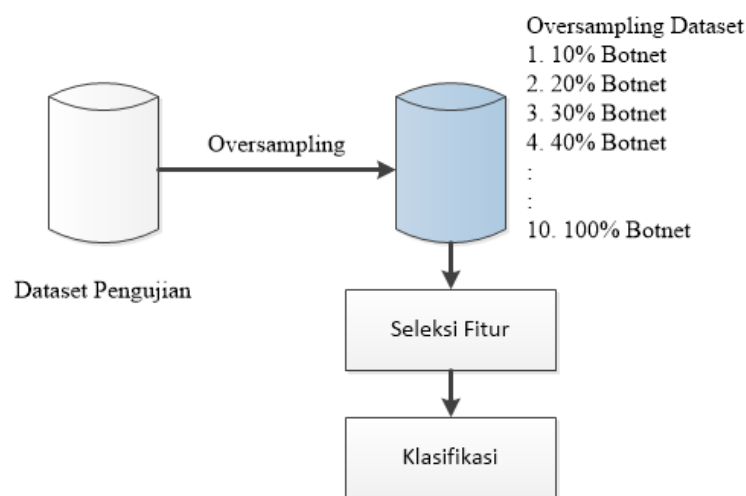 Oversampling Dataset
1. 10% Botnet
2. 20% Botnet
3. 30% Botnet
4. 40% Botnet
:
:
10. 100% Botnet
Oversampling
Dataset Pengujian
Seleksi Fitur
Klasifikasi